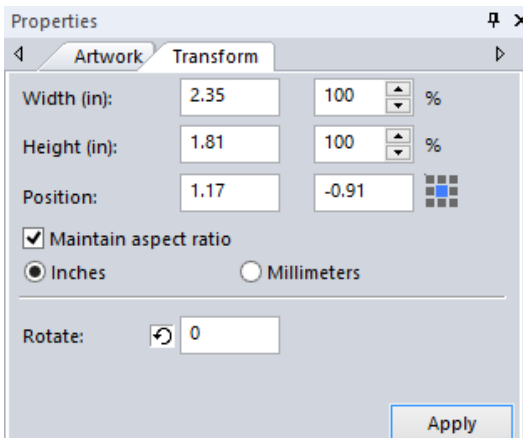 Properties
Artwork Transform
Width (in): 2.35 100 %
Height (in): 1.81 100 %
Position: 1.17 -0.91
Maintain aspect ratio
Inches Millimeters
Rotate: 0
Apply